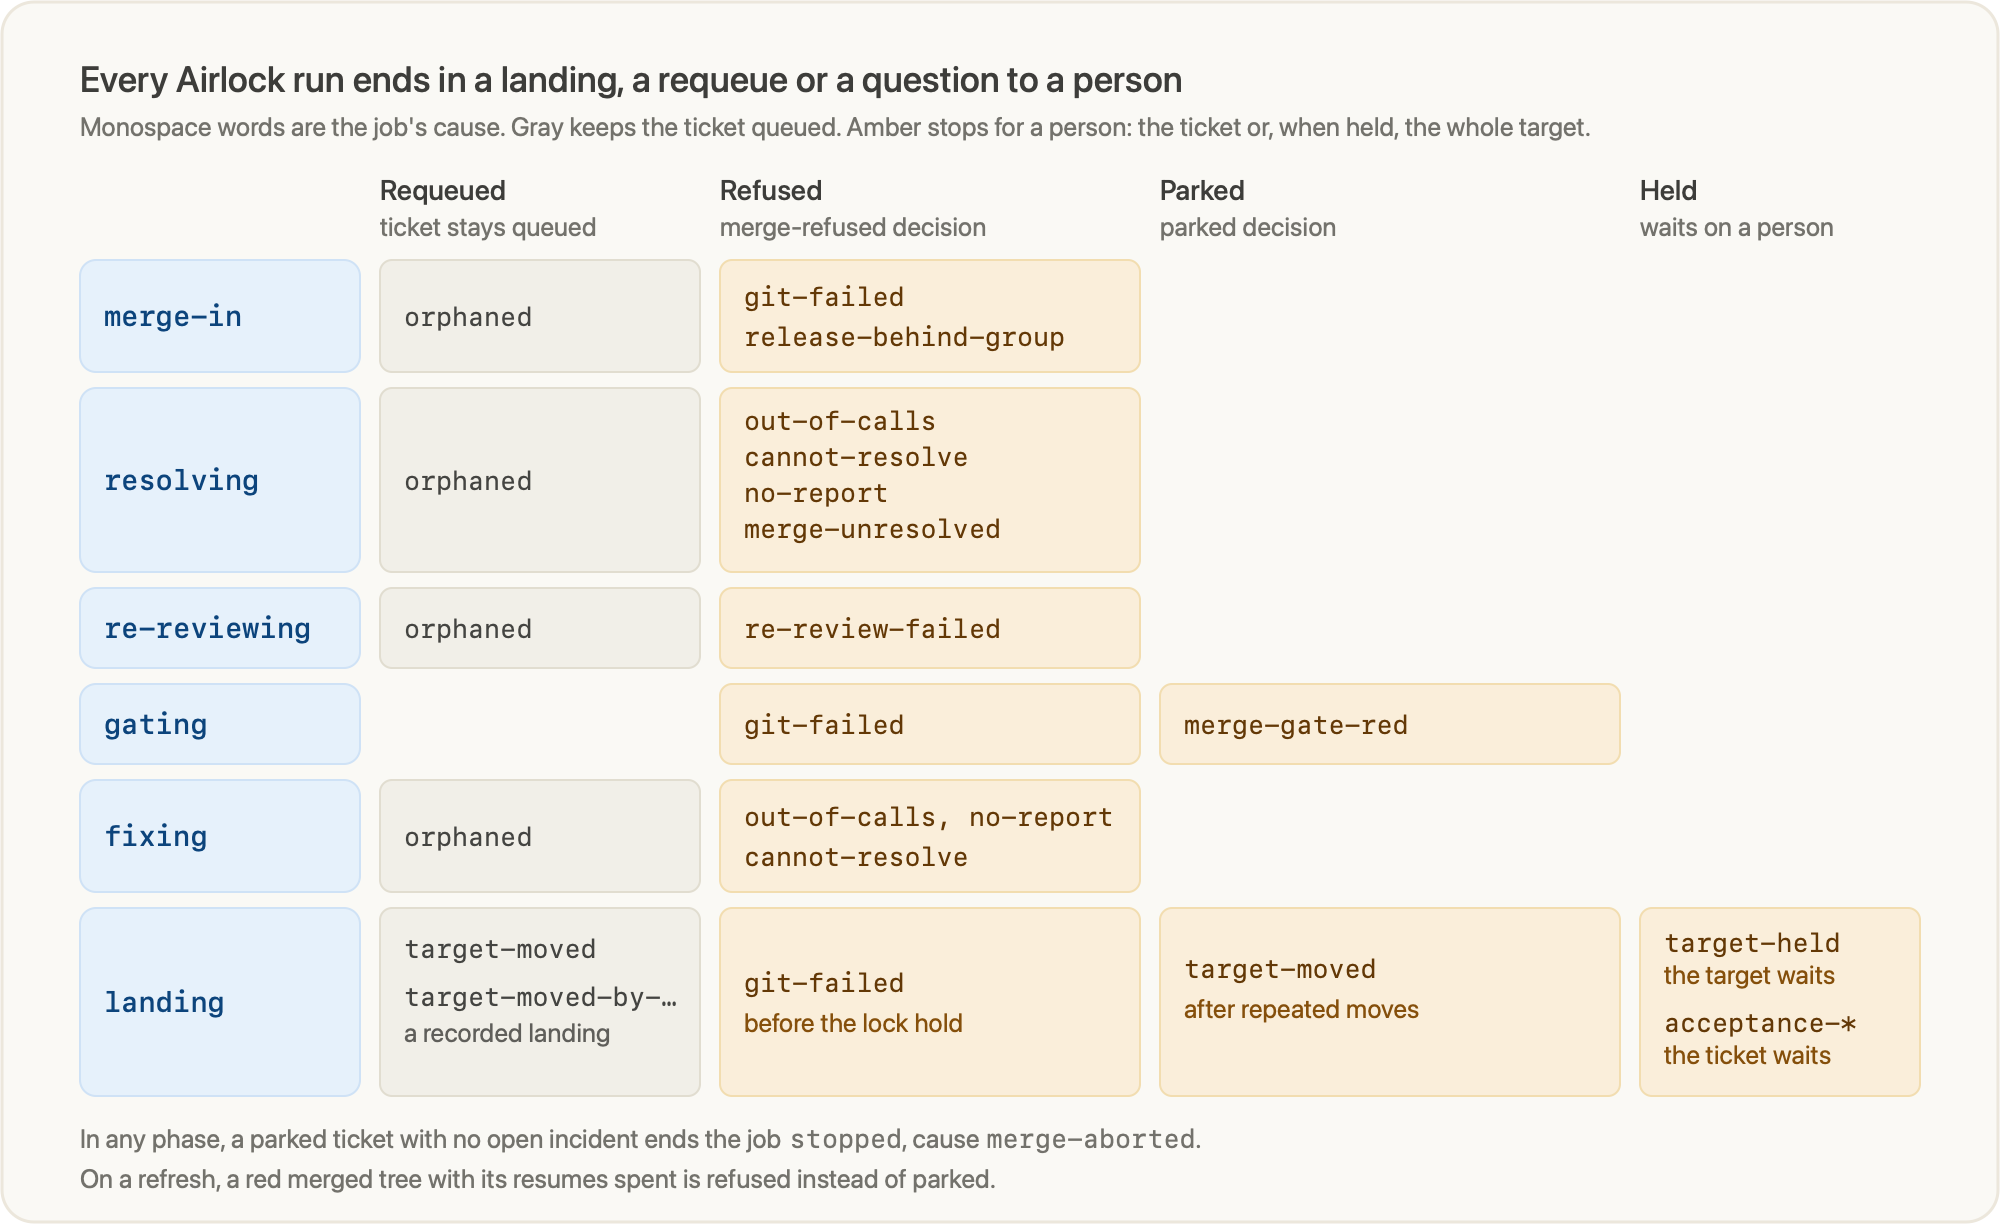 Every Airlock run ends in a landing, a requeue or a question to a person
Monospace words are the job's cause. Gray keeps the ticket queued. Amber stops for a person: the ticket or, when held, the whole target.
Requeued
ticket stays queued
Refused
merge-refused decision
Parked
parked decision
Held
waits on a person
merge-in
orphaned
git-failed
release-behind-group
resolving
orphaned
out-of-calls
cannot-resolve
no-report
merge-unresolved
re-reviewing
orphaned
re-review-failed
gating
git-failed
merge-gate-red
fixing
orphaned
out-of-calls, no-report
cannot-resolve
landing
target-moved
target-moved-by-…
a recorded landing
git-failed
before the lock hold
target-moved
after repeated moves
target-held
the target waits
acceptance-*
the ticket waits
In any phase, a parked ticket with no open incident ends the job stopped, cause merge-aborted.
On a refresh, a red merged tree with its resumes spent is refused instead of parked.